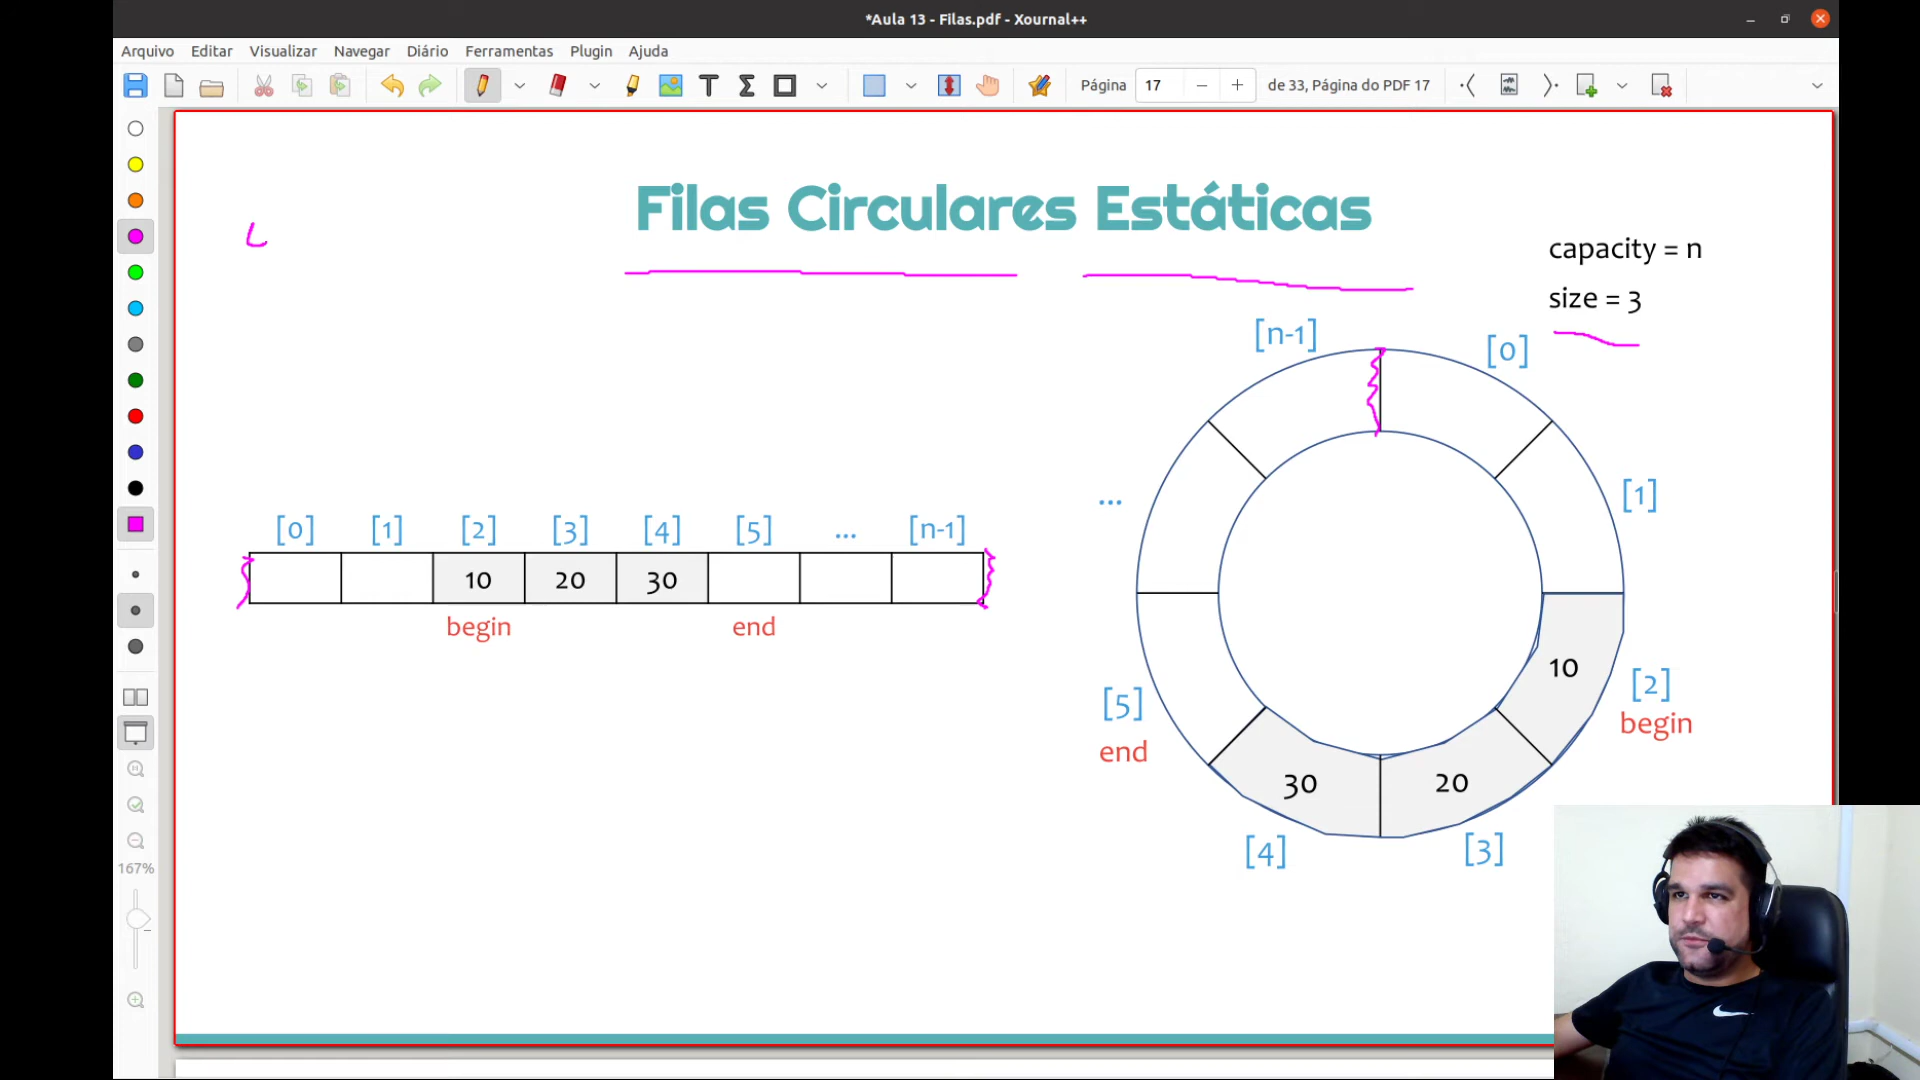 *Aula 13 - Filas.pdf - Xournal++
Arquivo Editar Visualizar Navegar Diário Ferramentas Plugin Ajuda
Página 17 de 33, Página do PDF 17
Filas Circulares Estáticas
capacity = n
size = 3
[0] [1] [2] [3] [4] [5] ... [n-1]
10 20 30
begin end
[n-1] [0]
... [1]
10
[5] [2]
end begin
30 20
[4] [3]
167%